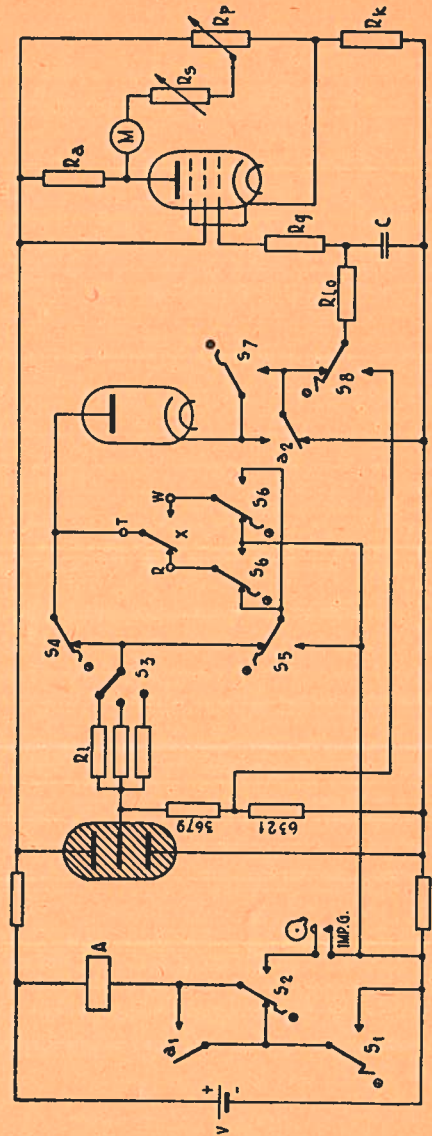 V
+
-
A
a1
S1
S2
IMP.G.
3679
6321
R1
S3
S4
S5
R
T
X
W
S6
S6
S7
a2
S8
RLo
Rg
C
Ra
M
Rs
Rp
Rk